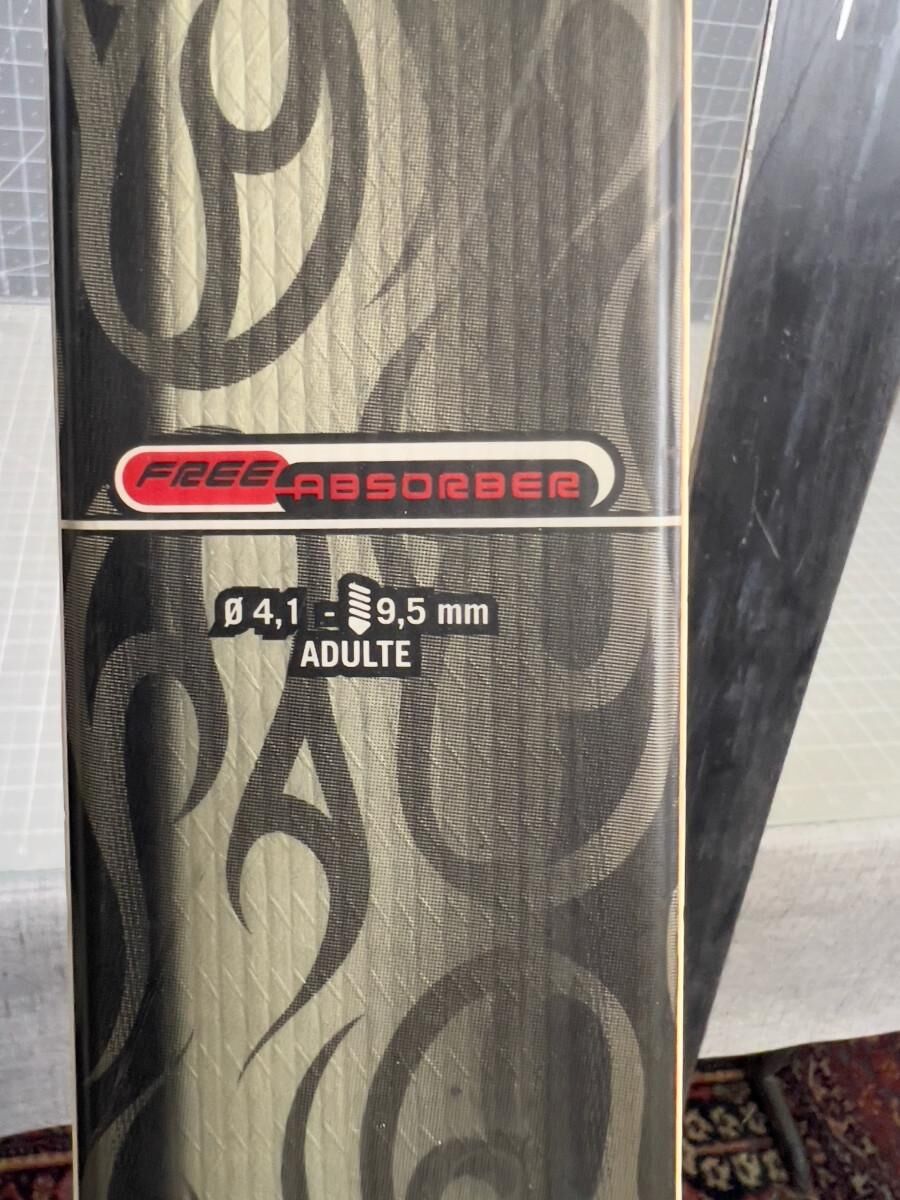 FREE ABSORBER
Ø 4,1 - 9,5 mm
ADULTE